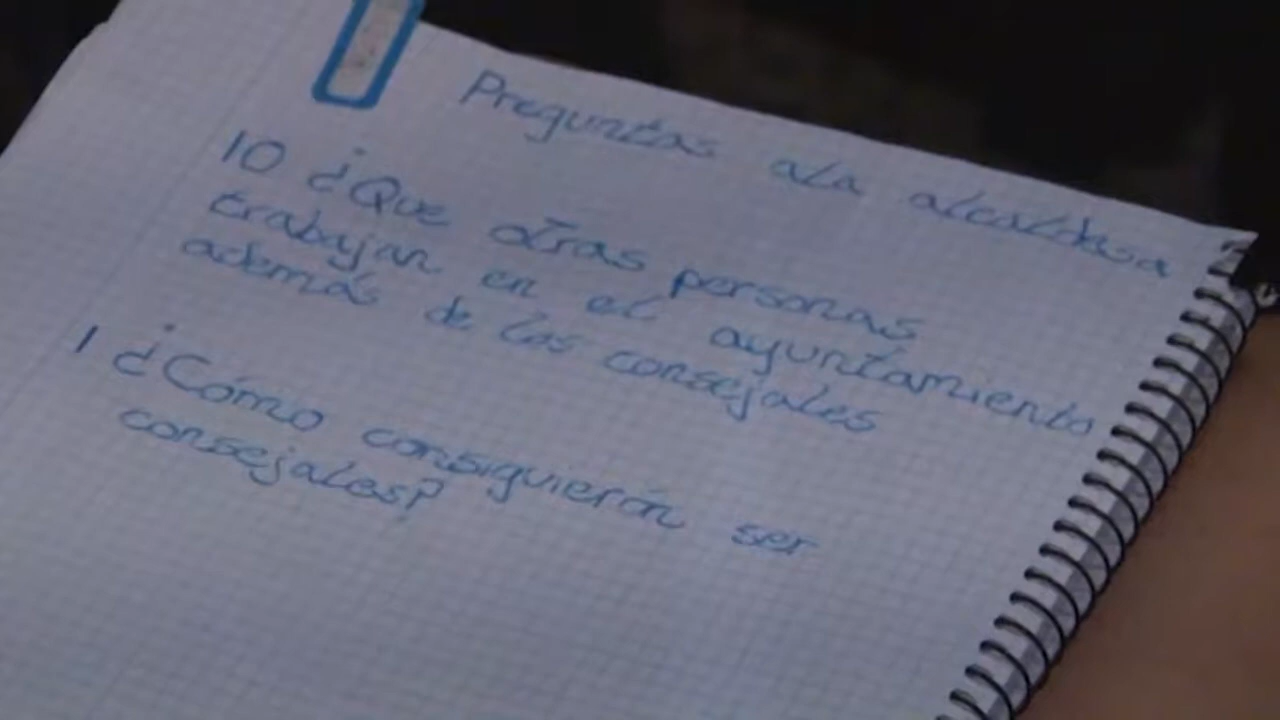 Preguntas ala alcaldesa
10 ¿Que otras personas
trabajan en el ayuntamiento
además de los consejales
1 ¿Cómo consiguierón ser
consejales?